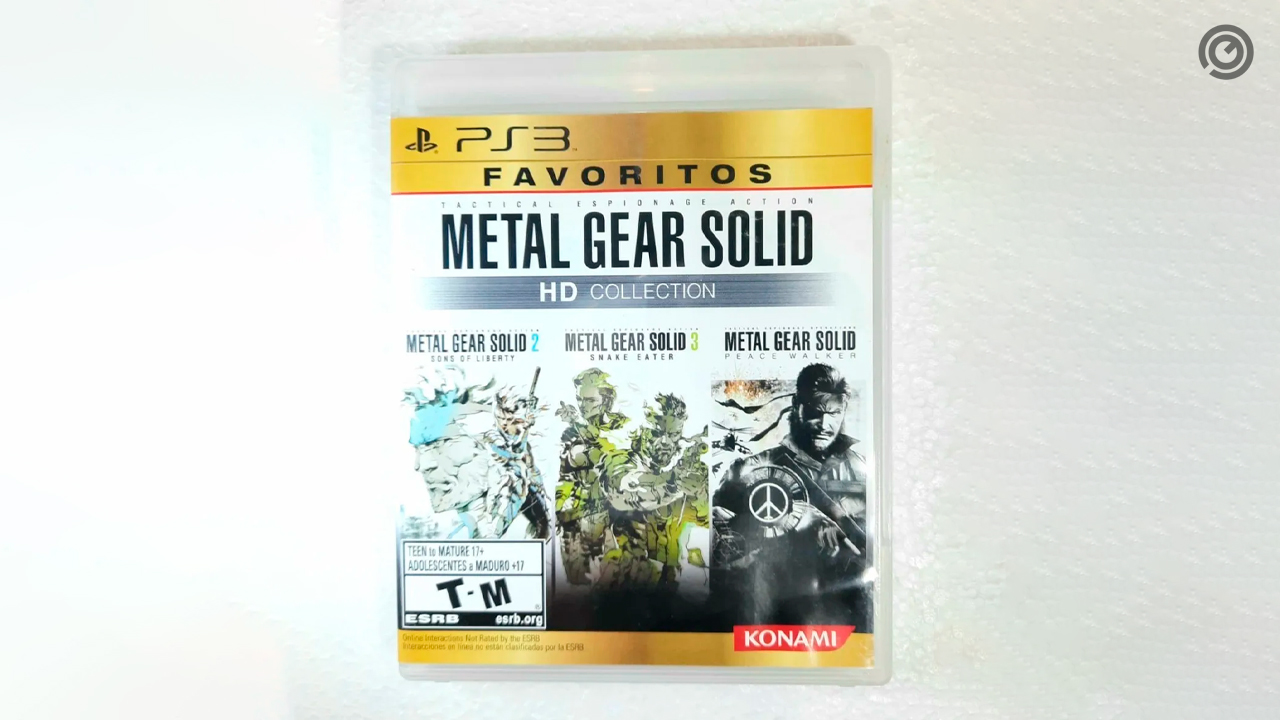 PS3
FAVORITOS
TACTICAL ESPIONAGE ACTION
METAL GEAR SOLID
HD COLLECTION
METAL GEAR SOLID 2
SONS OF LIBERTY
METAL GEAR SOLID 3
SNAKE EATER
METAL GEAR SOLID
PEACE WALKER
TEEN to MATURE 17+
ADOLESCENTES a MADURO +17
T-M
ESRB esrb.org
Online Interactions Not Rated by the ESRB
Interacciones en línea no están clasificadas por la ESRB
KONAMI